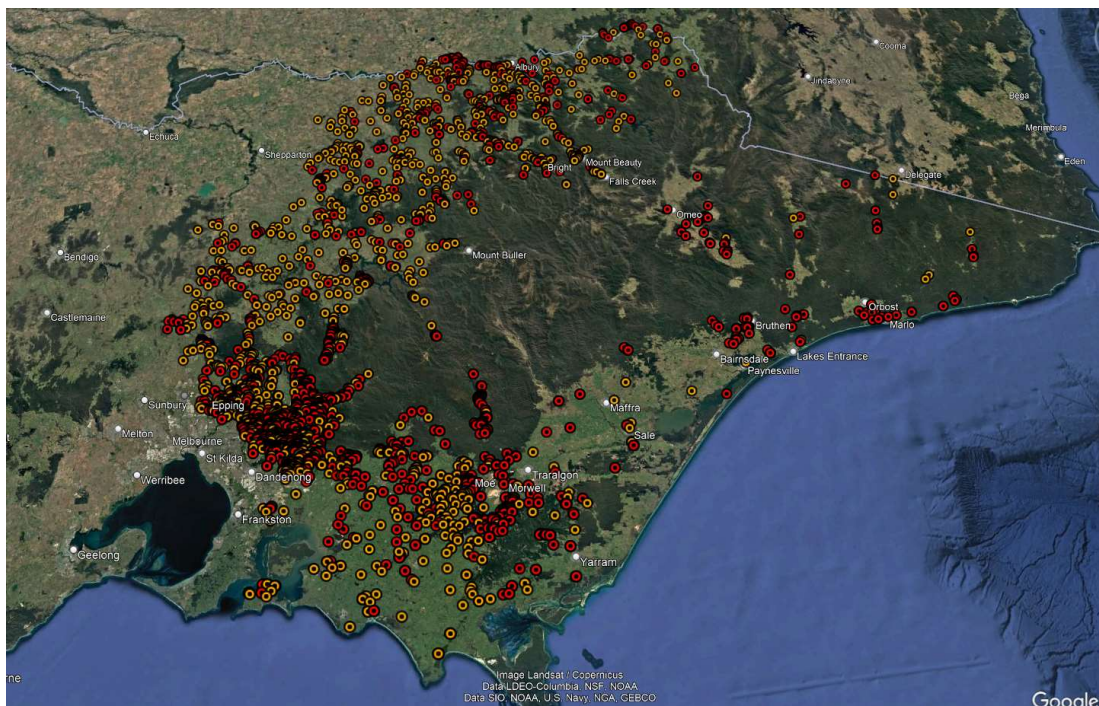 Cooma
Albury
Jindabyne
Bega
Echuca
Merimbula
Shepparton
Eden
Bright
Mount Beauty
Falls Creek
Delegate
Omeo
Bendigo
Mount Buller
Castlemaine
Orbost
Bruthen
Marlo
Bairnsdale
Lakes Entrance
Paynesville
Sunbury
Epping
Maffra
Melton
Melbourne
Sale
St Kilda
Werribee
Dandenong
Traralgon
Moe
Morwell
Frankston
Geelong
Yarram
Image Landsat / Copernicus
Data LDEO-Columbia, NSF, NOAA
Data SIO, NOAA, U.S. Navy, NGA, GEBCO
Google